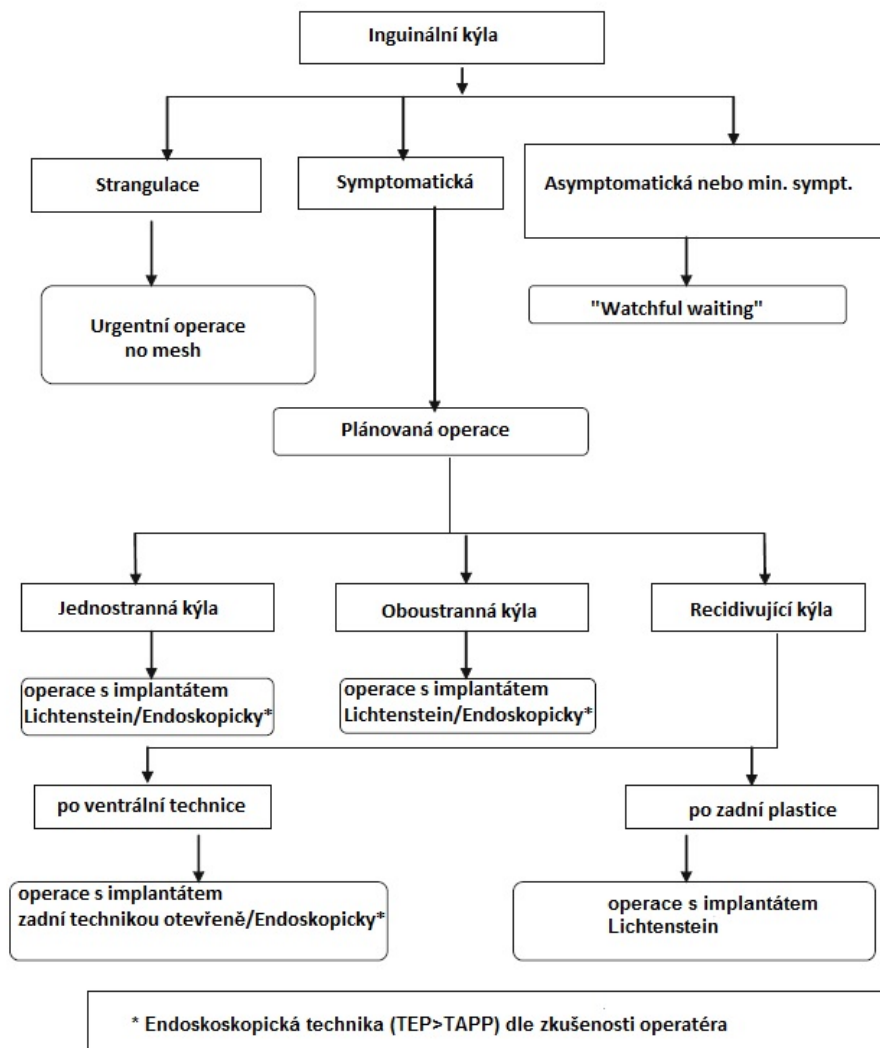 Inguinální kýla
Strangulace
Symptomatická
Asymptomatická nebo min. sympt.
Urgentní operace
no mesh
"Watchful waiting"
Plánovaná operace
Jednostranná kýla
Oboustranná kýla
Recidivující kýla
operace s implantátem
Lichtenstein/Endoskopicky*
operace s implantátem
Lichtenstein/Endoskopicky*
po ventrální technice
po zadní plastice
operace s implantátem
zadní technikou otevřeně/Endoskopicky*
operace s implantátem
Lichtenstein
* Endoskoskopická technika (TEP>TAPP) dle zkušenosti operatéra